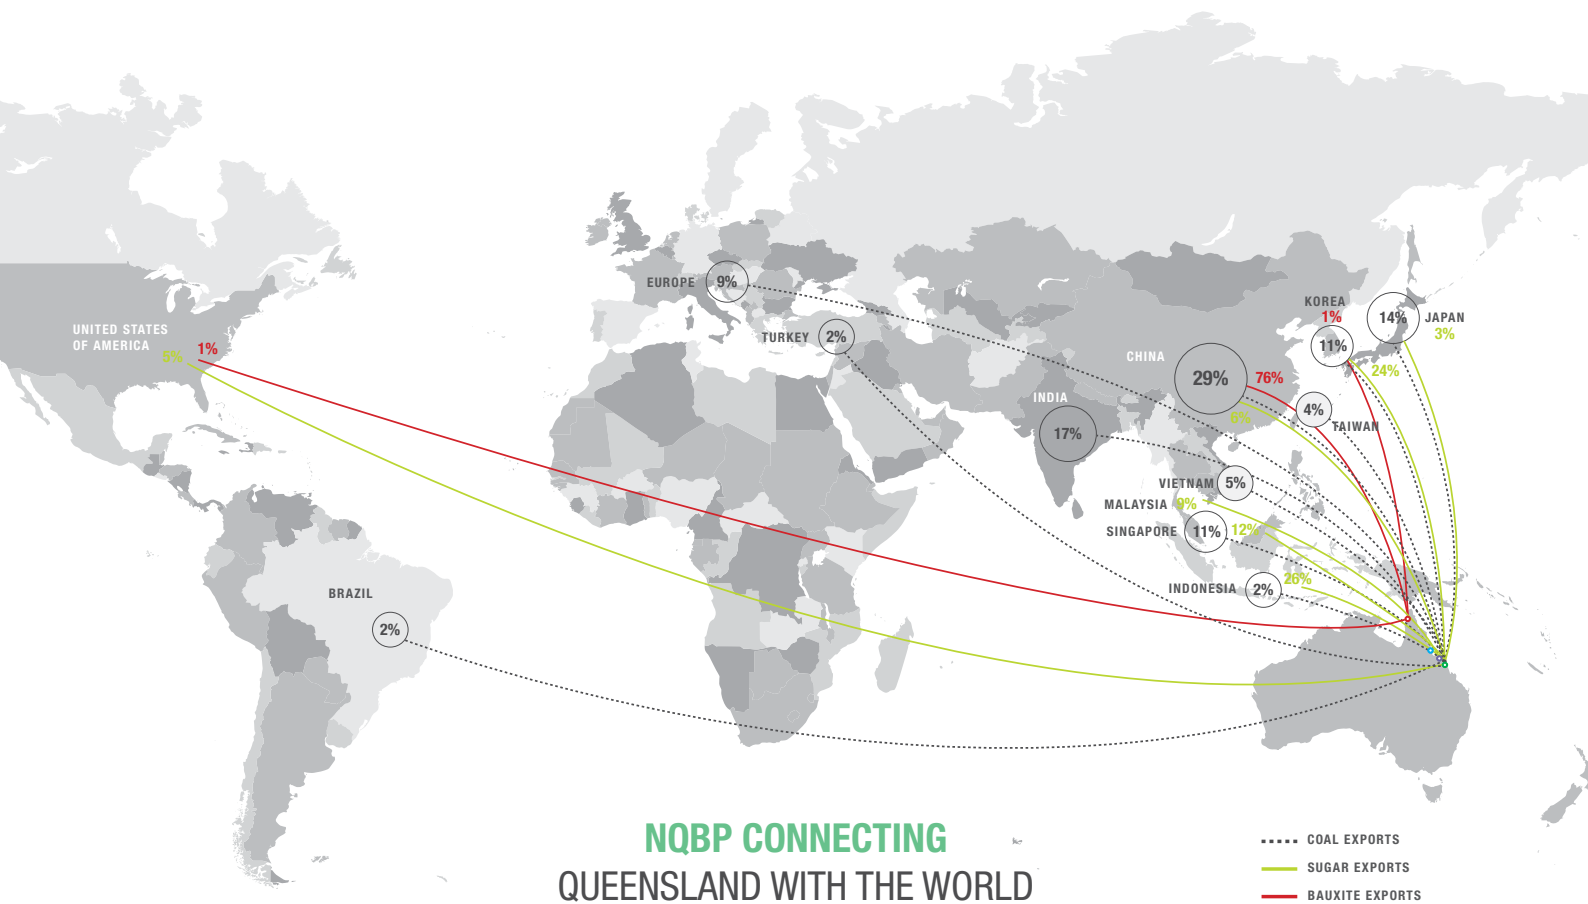 KOREA
1%
11%
14%
JAPAN
3%
24%
EUROPE
9%
TURKEY
2%
UNITED STATES
OF AMERICA
5%
1%
CHINA
29%
76%
6%
INDIA
17%
4%
TAIWAN
VIETNAM
5%
MALAYSIA
9%
SINGAPORE
11%
12%
INDONESIA
2%
26%
BRAZIL
2%
NQBP CONNECTING
QUEENSLAND WITH THE WORLD
COAL EXPORTS
SUGAR EXPORTS
BAUXITE EXPORTS